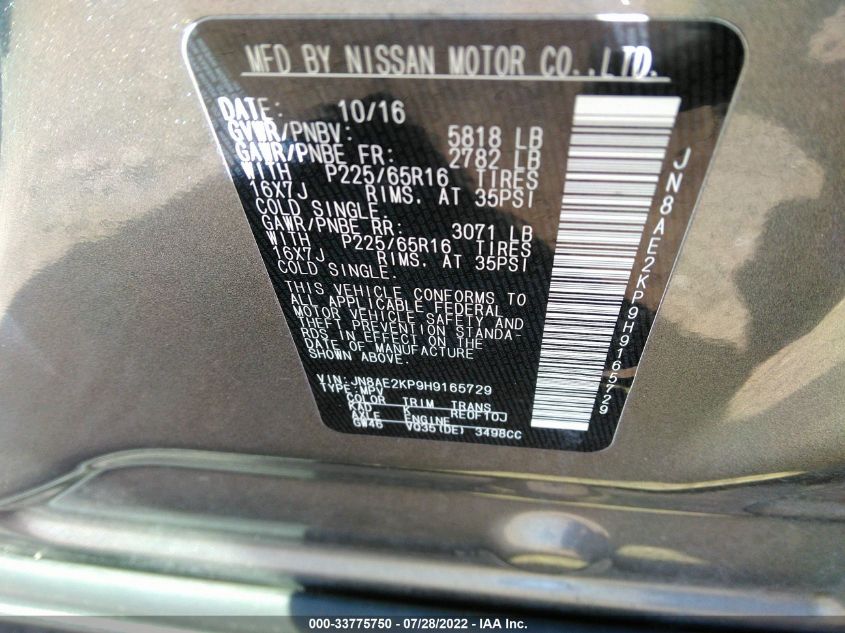 MFD BY NISSAN MOTOR CO.,LTD.
DATE: 10/16
GVWR/PNBV: 5818 LB
GAWR/PNBE FR: 2782 LB
WITH P225/65R16 TIRES
16X7J RIMS. AT 35PSI
COLD SINGLE.
GAWR/PNBE RR: 3071 LB
WITH P225/65R16 TIRES
16X7J RIMS. AT 35PSI
COLD SINGLE.
THIS VEHICLE CONFORMS TO
ALL APPLICABLE FEDERAL
MOTOR VEHICLE SAFETY AND
THEFT PREVENTION STANDA-
RDS IN EFFECT ON THE
DATE OF MANUFACTURE
SHOWN ABOVE.
VIN:JN8AE2KP9H9165729
TYPE:MPV
COLOR TRIM TRANS
KAD K RE0F10J
AXLE ENGINE
GW46 VQ35(DE) 3498CC
JN8AE2KP9H9165729
000-33775750 - 07/28/2022 - IAA Inc.